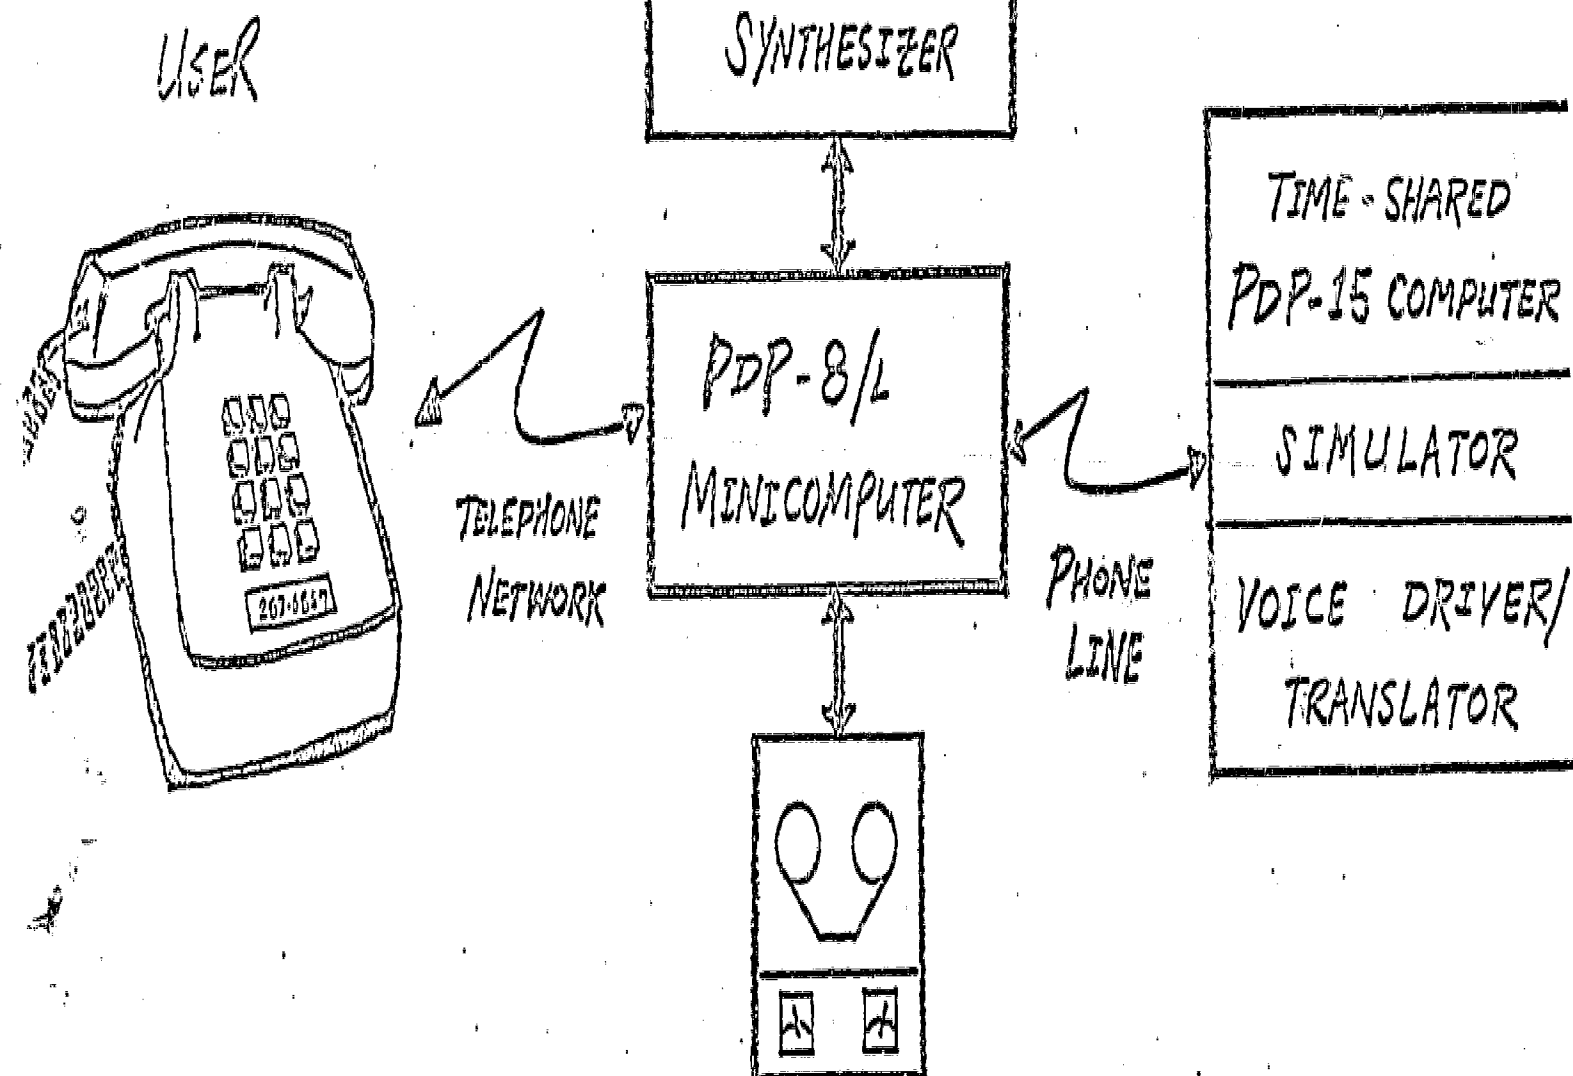 USER
SYNTHESIZER
TIME-SHARED
PDP-15 COMPUTER
SIMULATOR
VOICE DRIVER/
TRANSLATOR
PDP-8/L
MINICOMPUTER
TELEPHONE
NETWORK
PHONE
LINE